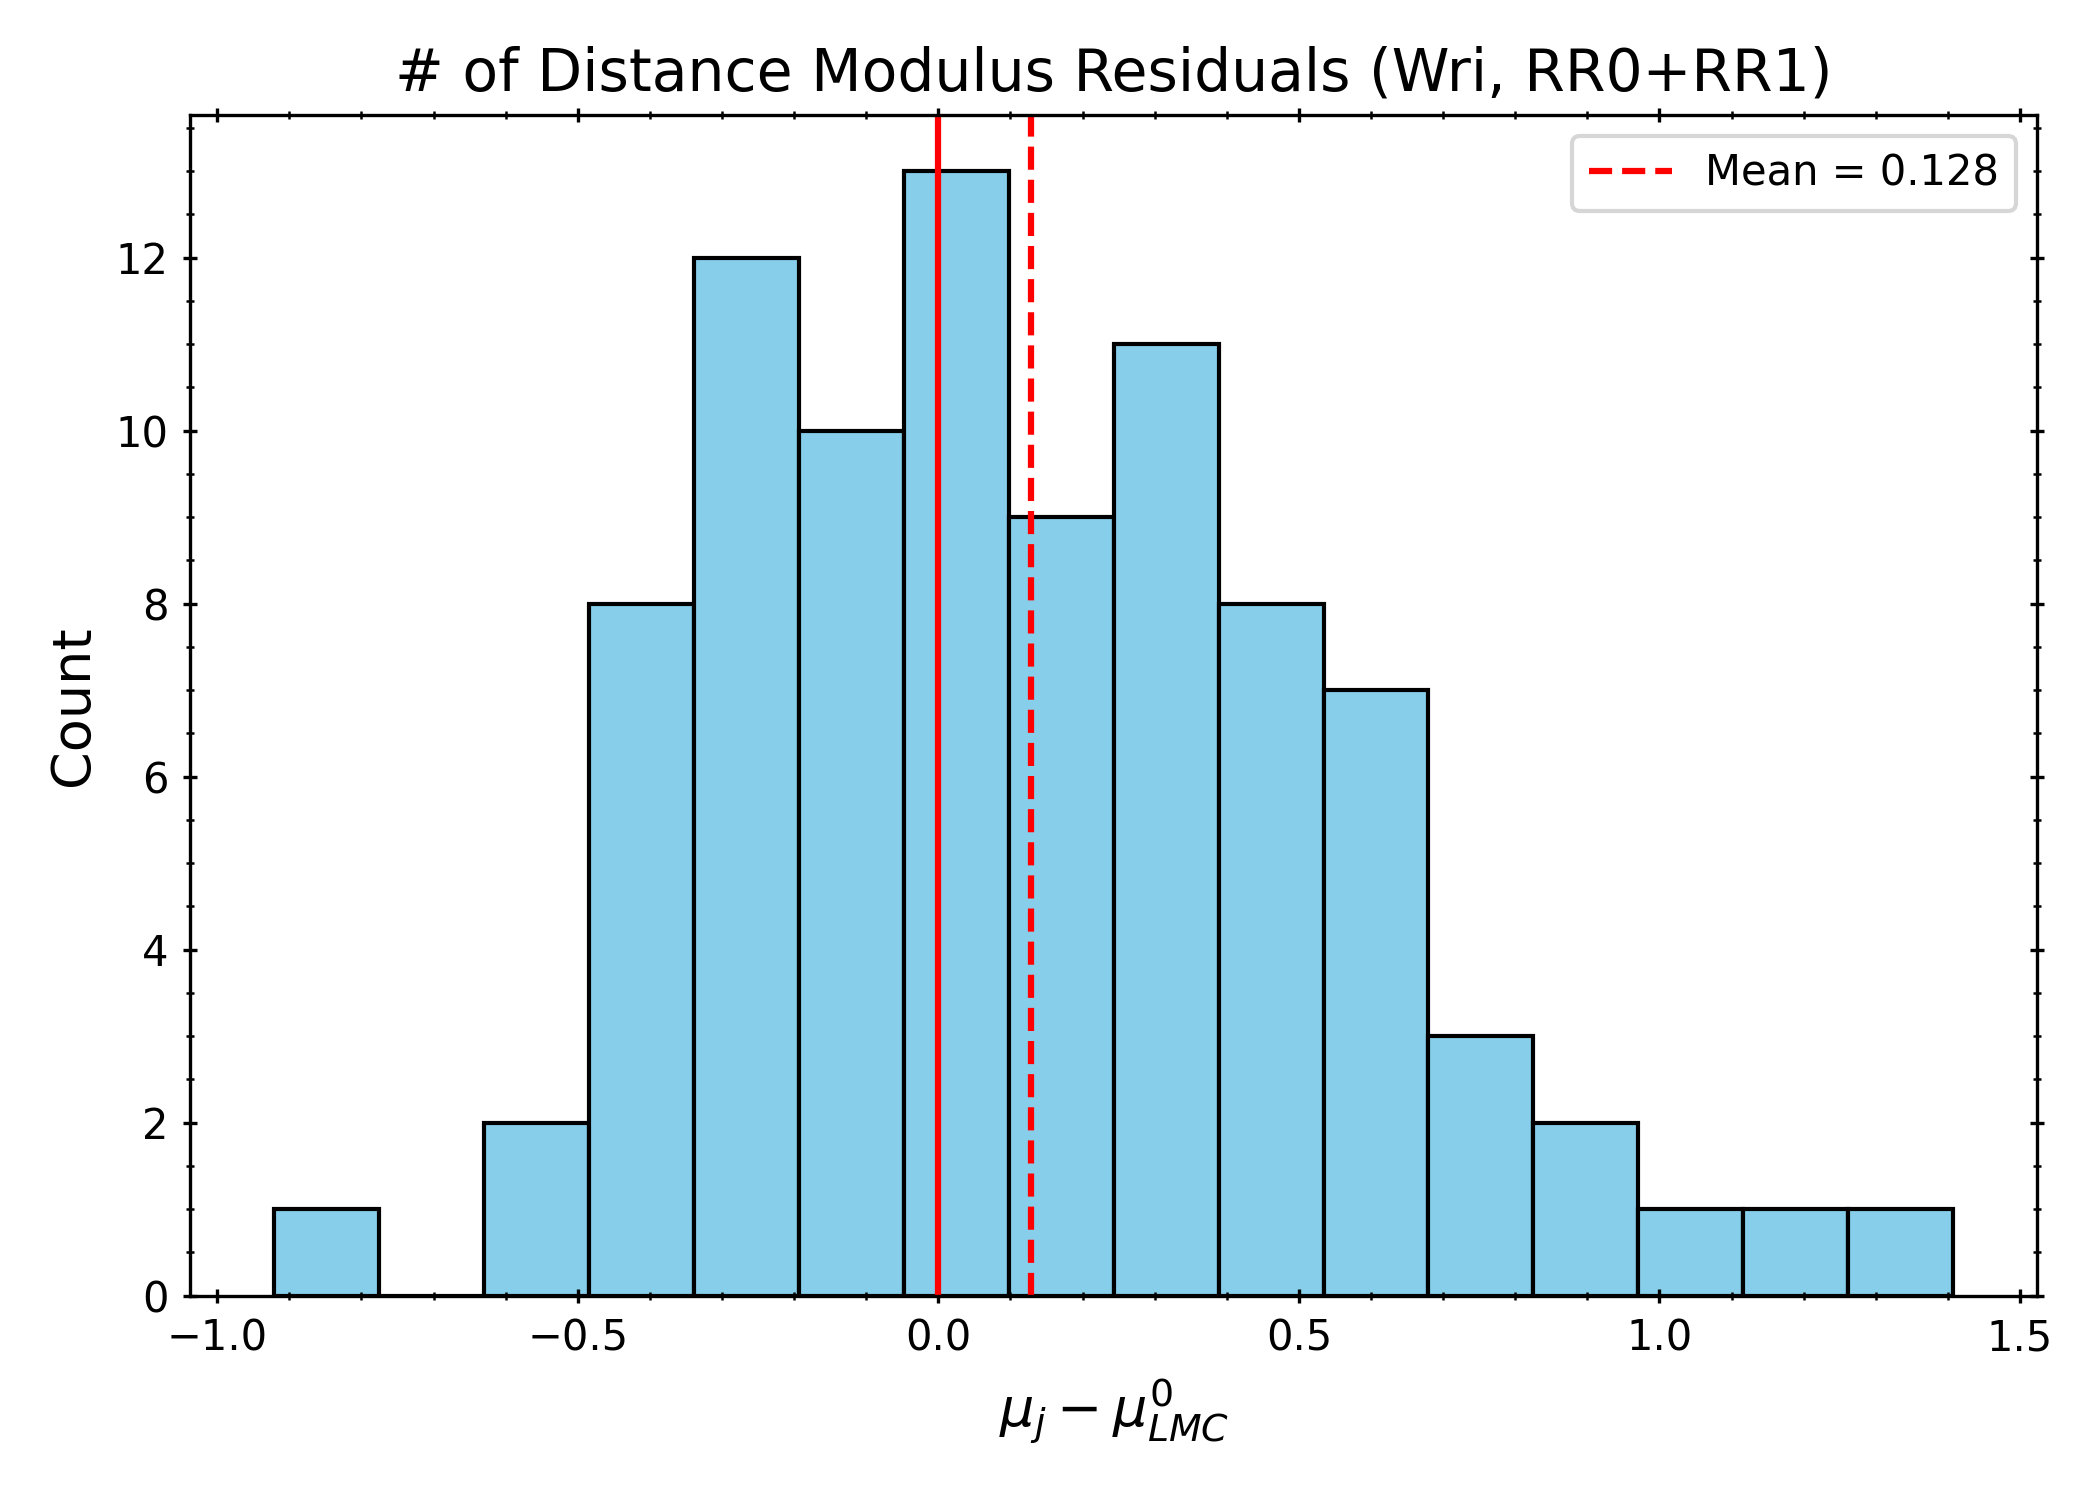 # of Distance Modulus Residuals (Wri, RR0+RR1)
Mean = 0.128
Count
12
10
8
6
4
2
0
−1.0 −0.5 0.0 0.5 1.0 1.5
μj − μ⁰LMC